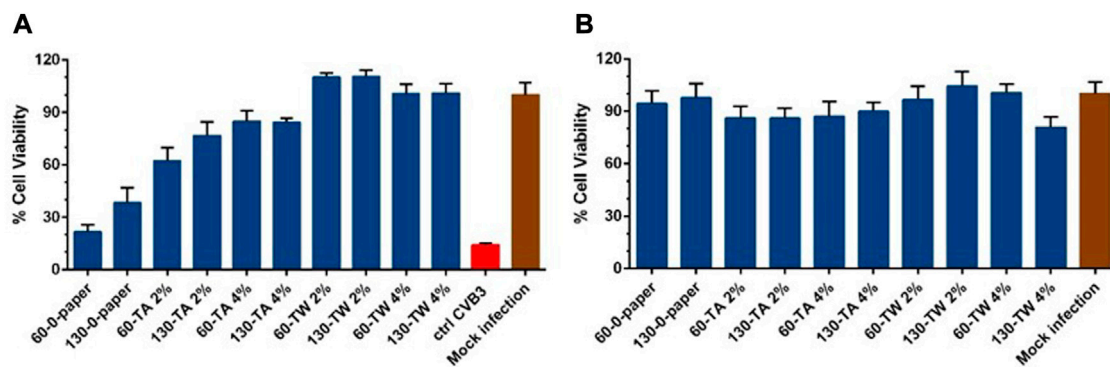 A
% Cell Viability
120
90
60
30
0
60-0-paper
130-0-paper
60-TA 2%
130-TA 2%
60-TA 4%
130-TA 4%
60-TW 2%
130-TW 2%
60-TW 4%
130-TW 4%
ctrl CVB3
Mock infection
B
% Cell Viability
120
90
60
30
0
60-0-paper
130-0-paper
60-TA 2%
130-TA 2%
60-TA 4%
130-TA 4%
60-TW 2%
130-TW 2%
60-TW 4%
130-TW 4%
Mock infection